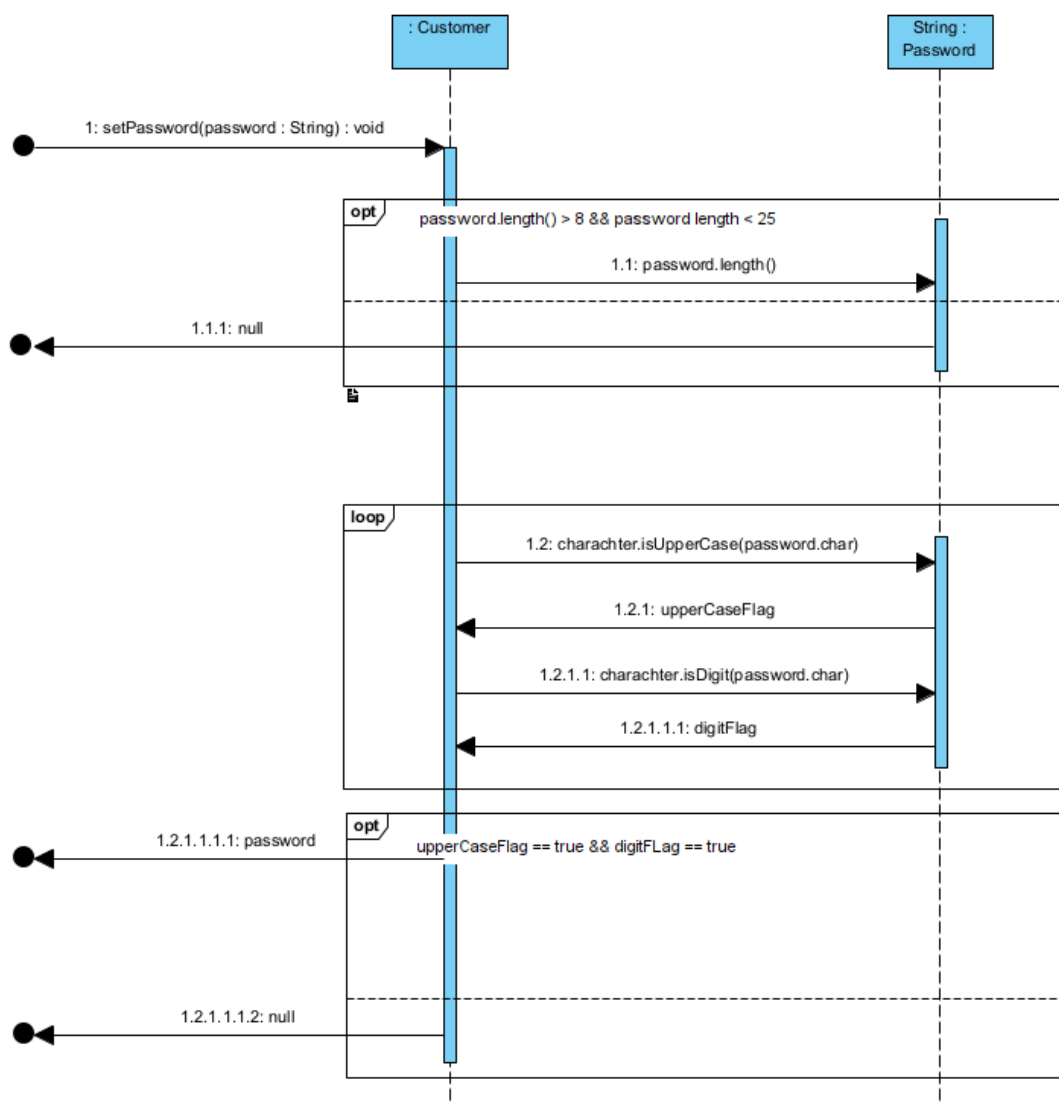 : Customer
String :
Password
1: setPassword(password : String) : void
opt
password.length() > 8 && password length < 25
1.1: password.length()
1.1.1: null
loop
1.2: charachter.isUpperCase(password.char)
1.2.1: upperCaseFlag
1.2.1.1: charachter.isDigit(password.char)
1.2.1.1.1: digitFlag
opt
1.2.1.1.1.1: password
upperCaseFlag == true && digitFLag == true
1.2.1.1.1.2: null